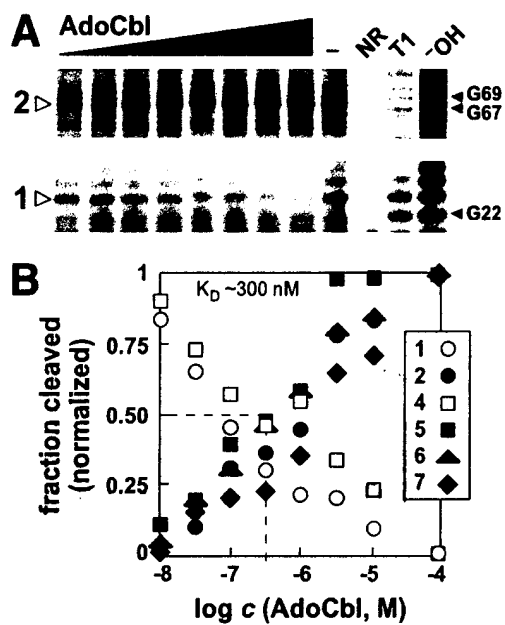 A
AdoCbl
– NR T1 -OH
2
G69
G67
1
G22
B
K_D ~300 nM
fraction cleaved
(normalized)
1
0.75
0.50
0.25
0
1
2
4
5
6
7
-8 -7 -6 -5 -4
log c (AdoCbl, M)